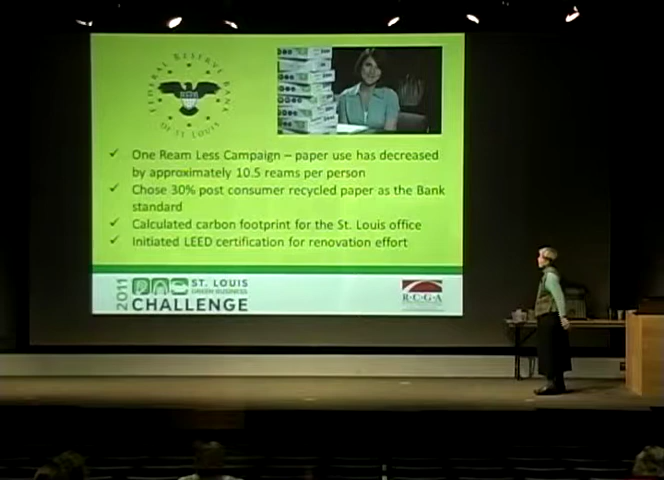 FEDERAL RESERVE BANK
OF ST. LOUIS
✓ One Ream Less Campaign – paper use has decreased
by approximately 10.5 reams per person
✓ Chose 30% post consumer recycled paper as the Bank
standard
✓ Calculated carbon footprint for the St. Louis office
✓ Initiated LEED certification for renovation effort
2011
ST. LOUIS
GREEN BUSINESS
CHALLENGE
R·C·G·A